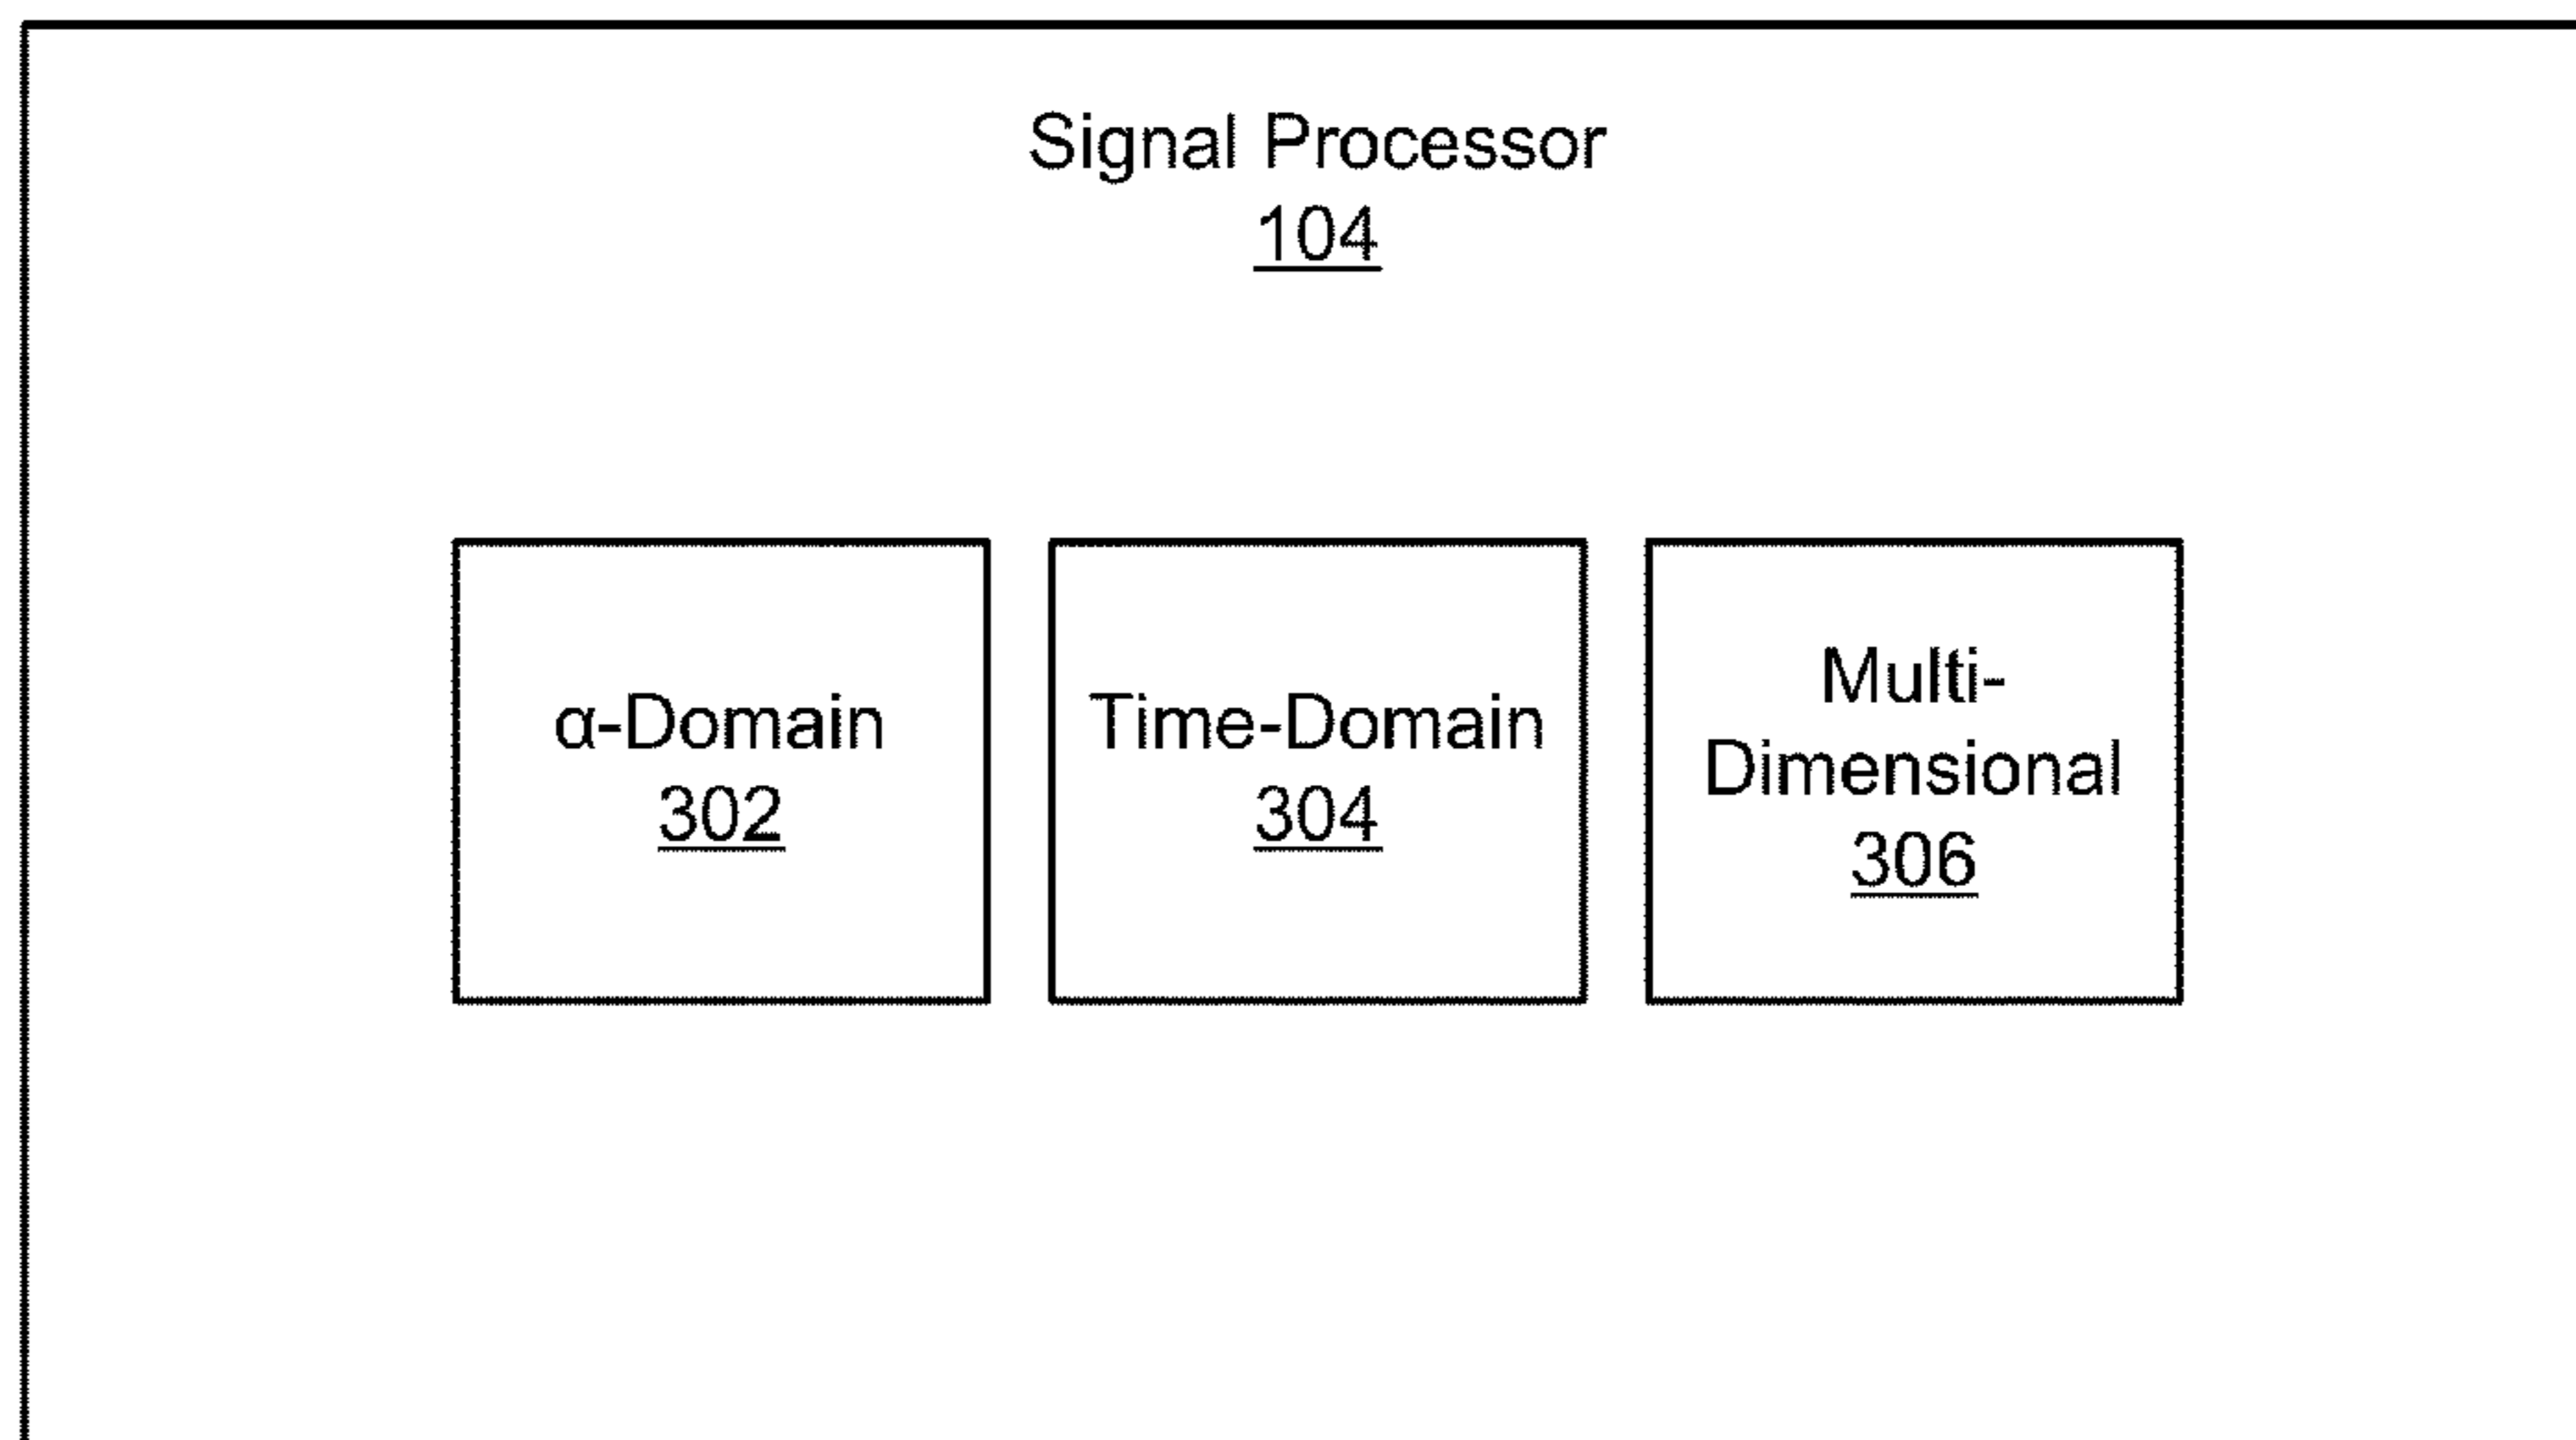 Signal Processor
104
α-Domain
302
Time-Domain
304
Multi-
Dimensional
306